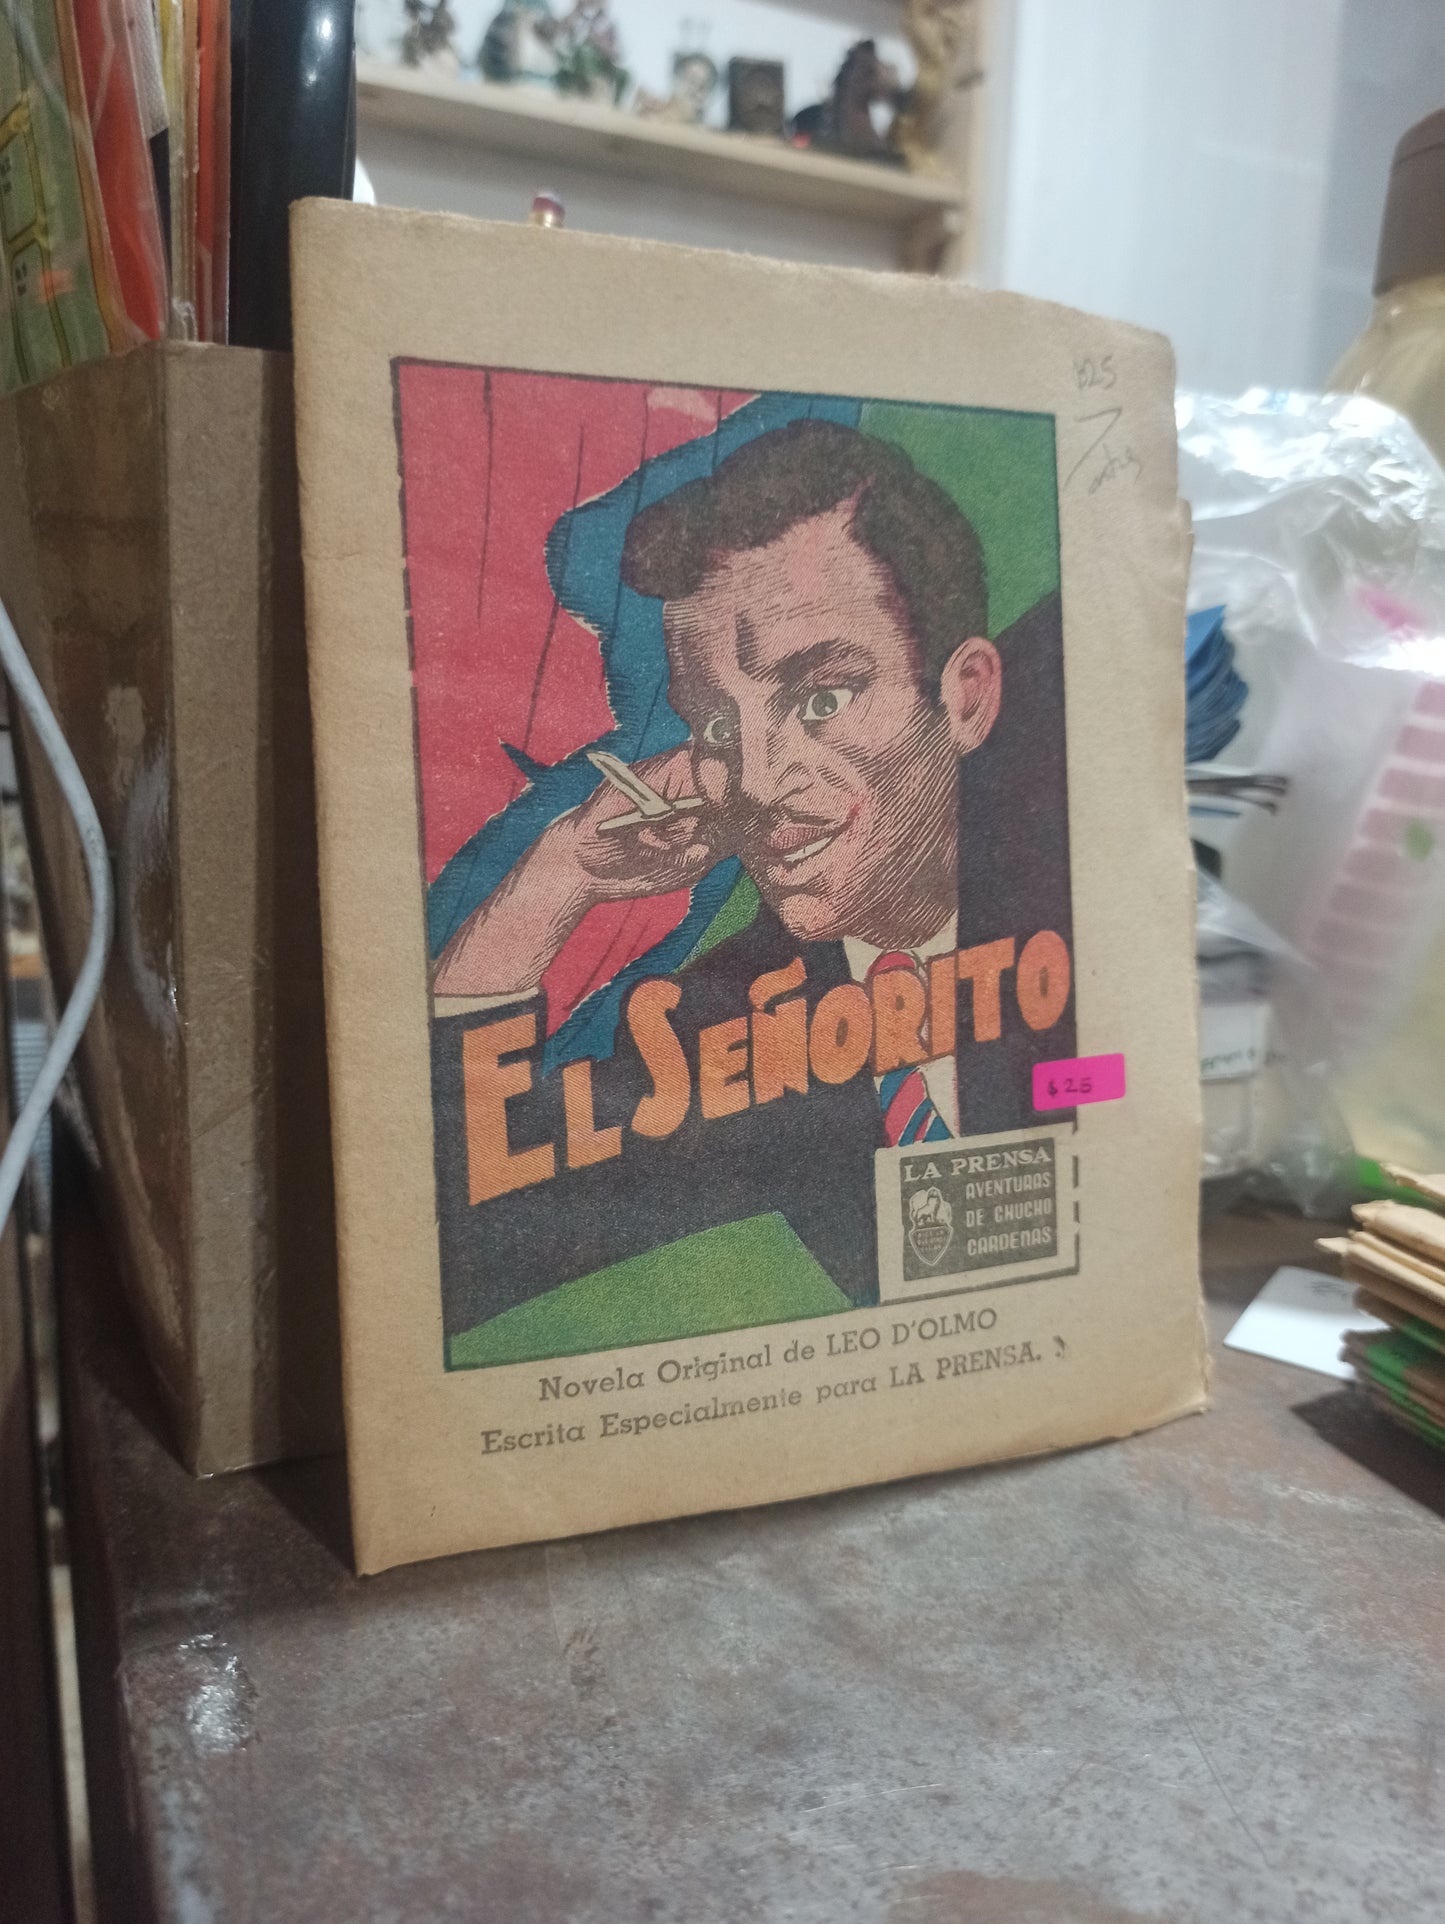 EL SEÑORITO
$ 25
LA PRENSA
AVENTURAS
DE CHUCHO
CARDENAS
Novela Original de LEO D'OLMO
Escrita Especialmente para LA PRENSA.